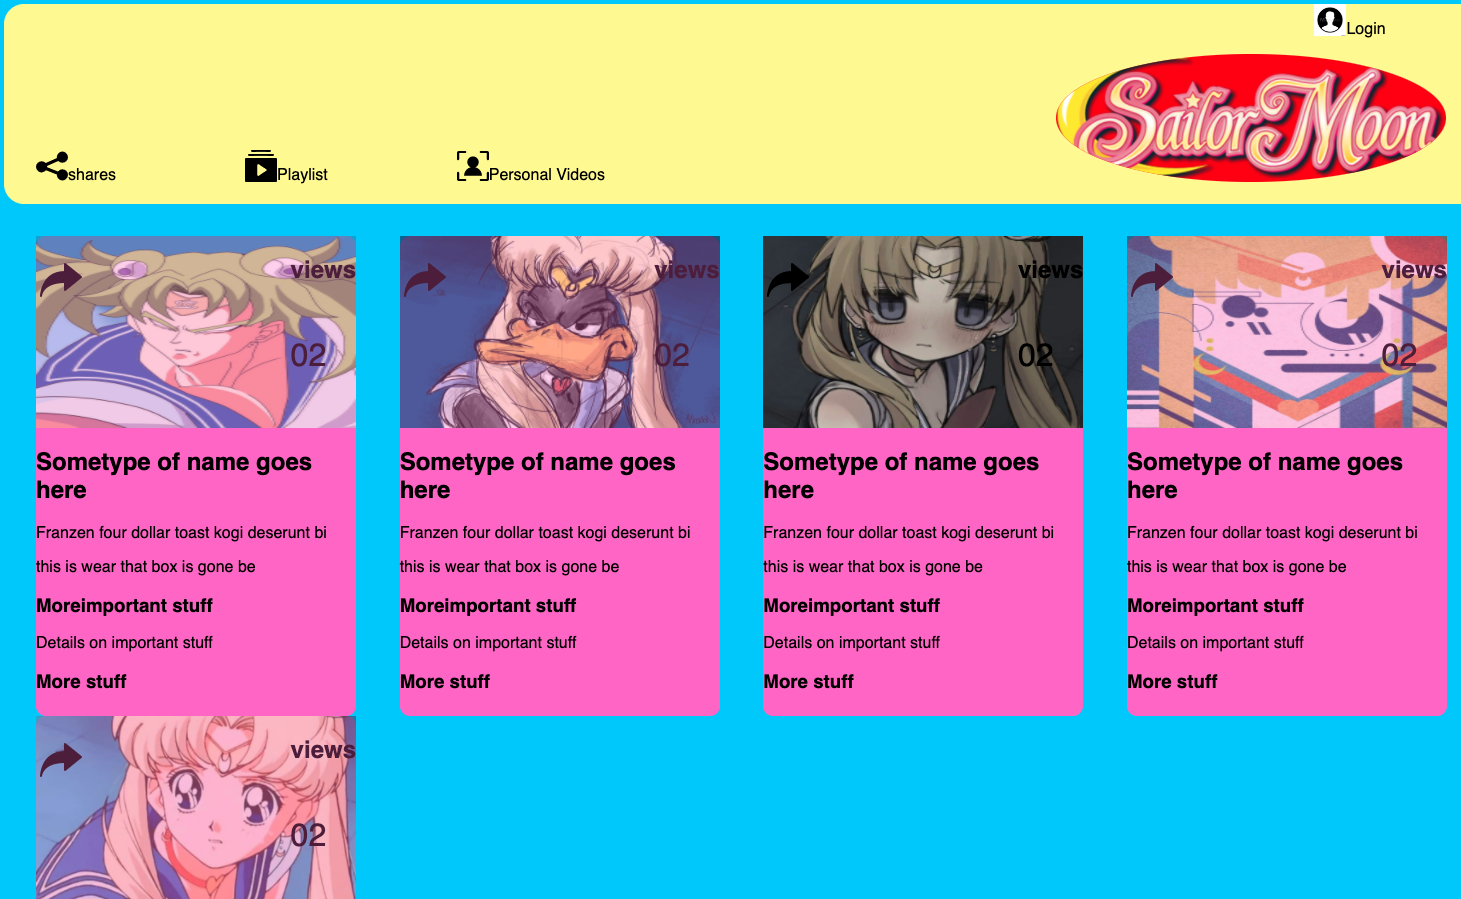 Login
Sailor Moon
shares
Playlist
Personal Videos
views
02
Sometype of name goes
here
Franzen four dollar toast kogi deserunt bi
this is wear that box is gone be
Moreimportant stuff
Details on important stuff
More stuff
views
02
Sometype of name goes
here
Franzen four dollar toast kogi deserunt bi
this is wear that box is gone be
Moreimportant stuff
Details on important stuff
More stuff
views
02
Sometype of name goes
here
Franzen four dollar toast kogi deserunt bi
this is wear that box is gone be
Moreimportant stuff
Details on important stuff
More stuff
views
02
Sometype of name goes
here
Franzen four dollar toast kogi deserunt bi
this is wear that box is gone be
Moreimportant stuff
Details on important stuff
More stuff
views
02